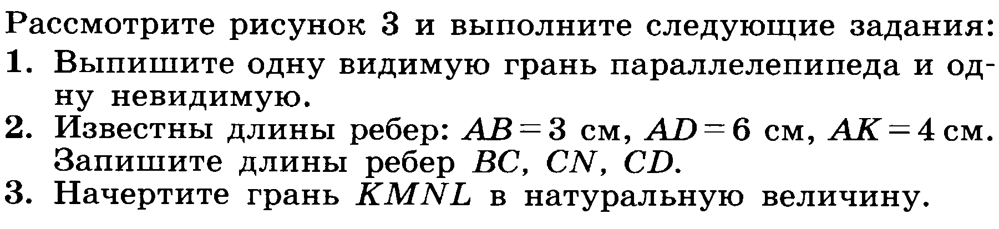 Рассмотрите рисунок 3 и выполните следующие задания:
1. Выпишите одну видимую грань параллелепипеда и од-
ну невидимую.
2. Известны длины ребер: AB = 3 см, AD = 6 см, AK = 4 см.
Запишите длины ребер BC, CN, CD.
3. Начертите грань KMNL в натуральную величину.